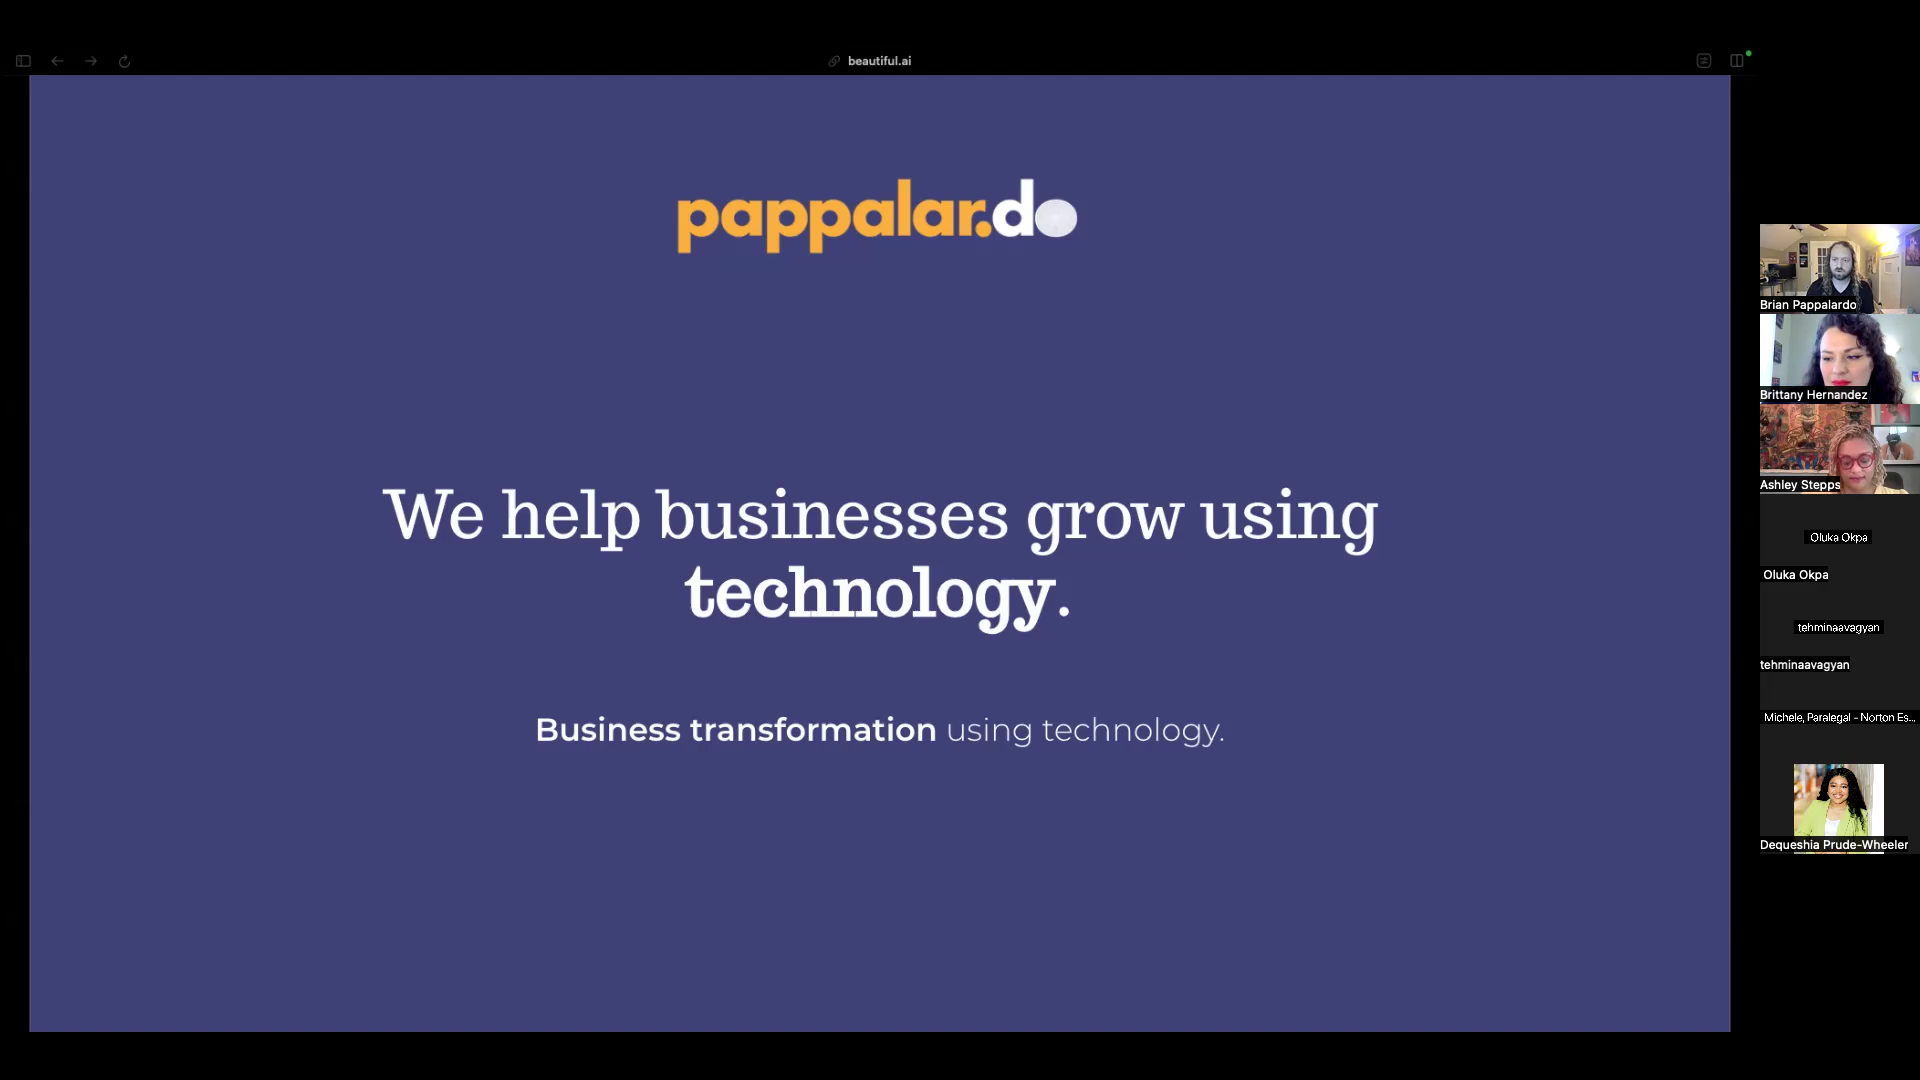 beautiful.ai
pappalar.do
We help businesses grow using
technology.
Business transformation using technology.
Brian Pappalardo
Brittany Hernandez
Ashley Stepps
Oluka Okpa
Oluka Okpa
tehminaavagyan
tehminaavagyan
Michele, Paralegal - Norton Es...
Dequeshia Prude-Wheeler